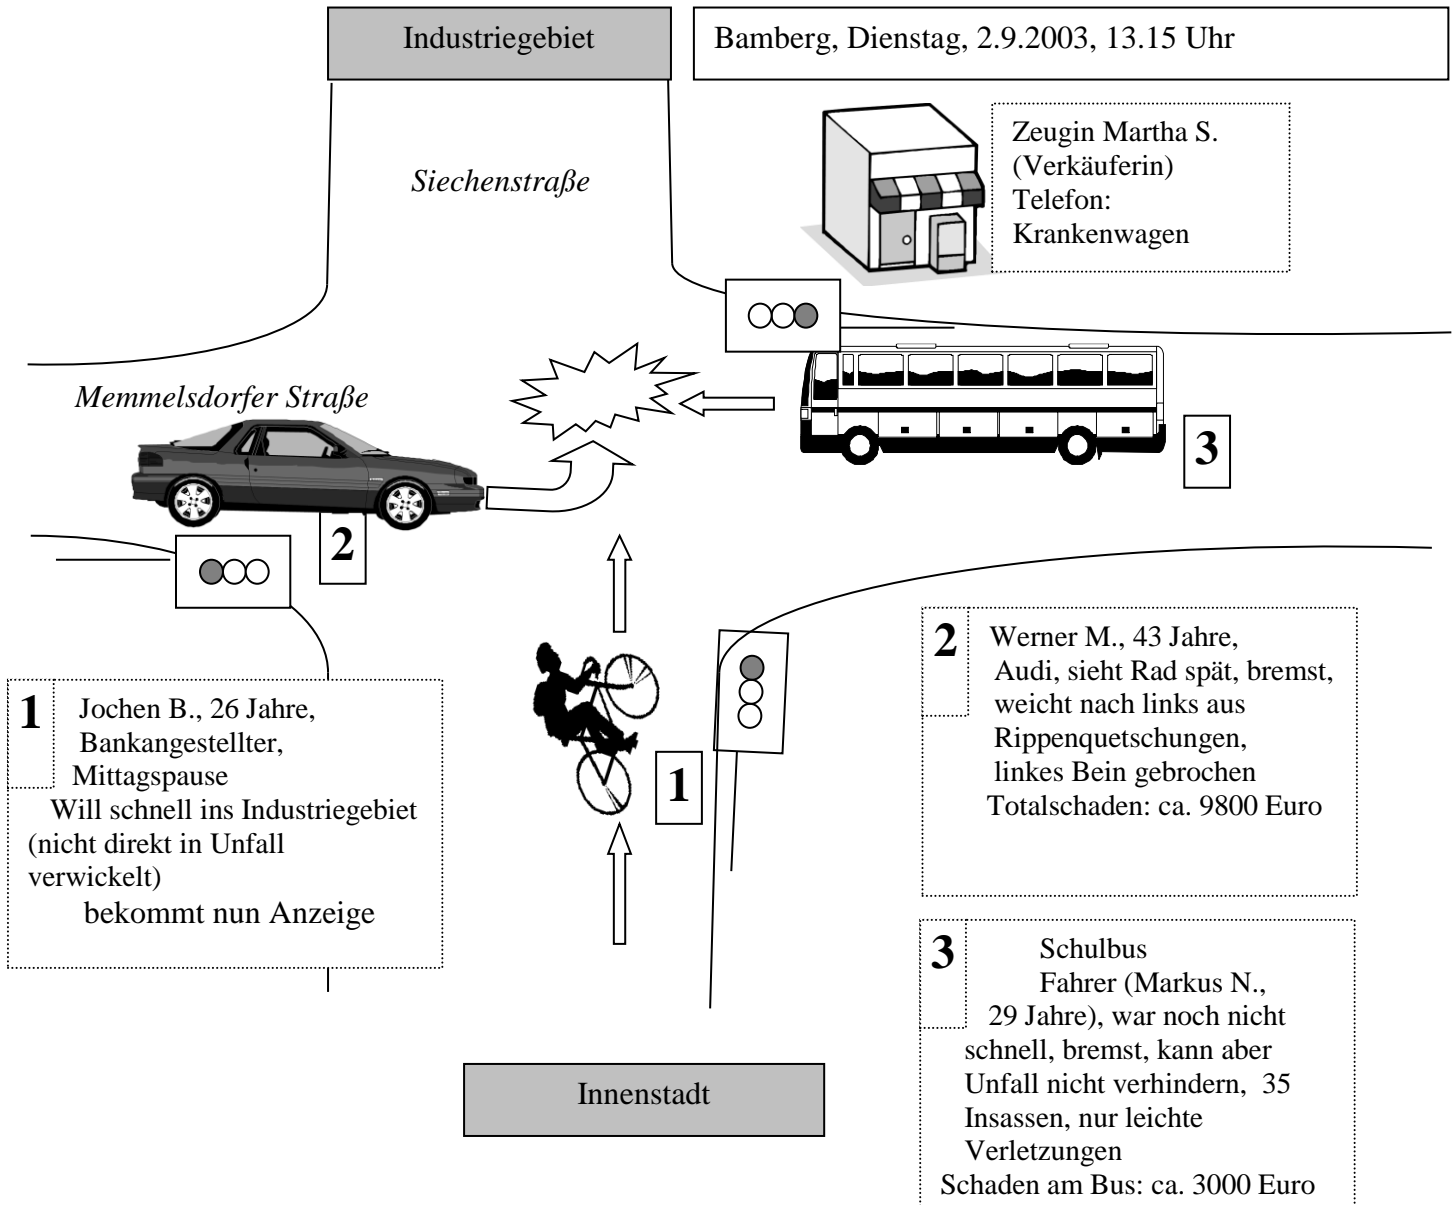 Industriegebiet
Bamberg, Dienstag, 2.9.2003, 13.15 Uhr
Zeugin Martha S.
(Verkäuferin)
Telefon:
Krankenwagen
Siechenstraße
Memmelsdorfer Straße
3
2
1
1
Jochen B., 26 Jahre,
Bankangestellter,
Mittagspause
Will schnell ins Industriegebiet
(nicht direkt in Unfall
verwickelt)
bekommt nun Anzeige
2
Werner M., 43 Jahre,
Audi, sieht Rad spät, bremst,
weicht nach links aus
Rippenquetschungen,
linkes Bein gebrochen
Totalschaden: ca. 9800 Euro
3
Schulbus
Fahrer (Markus N.,
29 Jahre), war noch nicht
schnell, bremst, kann aber
Unfall nicht verhindern, 35
Insassen, nur leichte
Verletzungen
Schaden am Bus: ca. 3000 Euro
Innenstadt